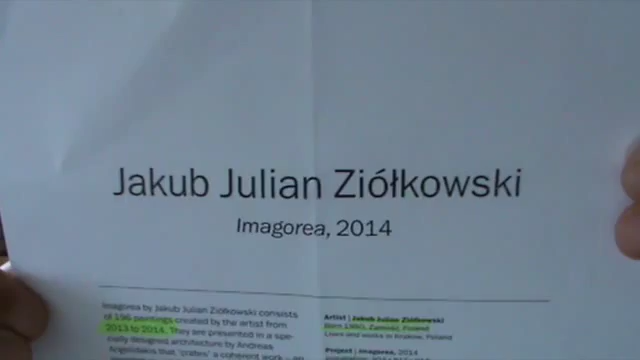 Jakub Julian Ziółkowski
Imagorea, 2014
Imagorea by Jakub Julian Ziółkowski consists
of 196 paintings created by the artist from
2013 to 2014. They are presented in a spe-
cially designed architecture by Andreas
Angelidakis that 'crates' a coherent work – an
Artist | Jakub Julian Ziółkowski
Born 1980, Zamość, Poland
Lives and works in Kraków, Poland
Project | Imagorea, 2014